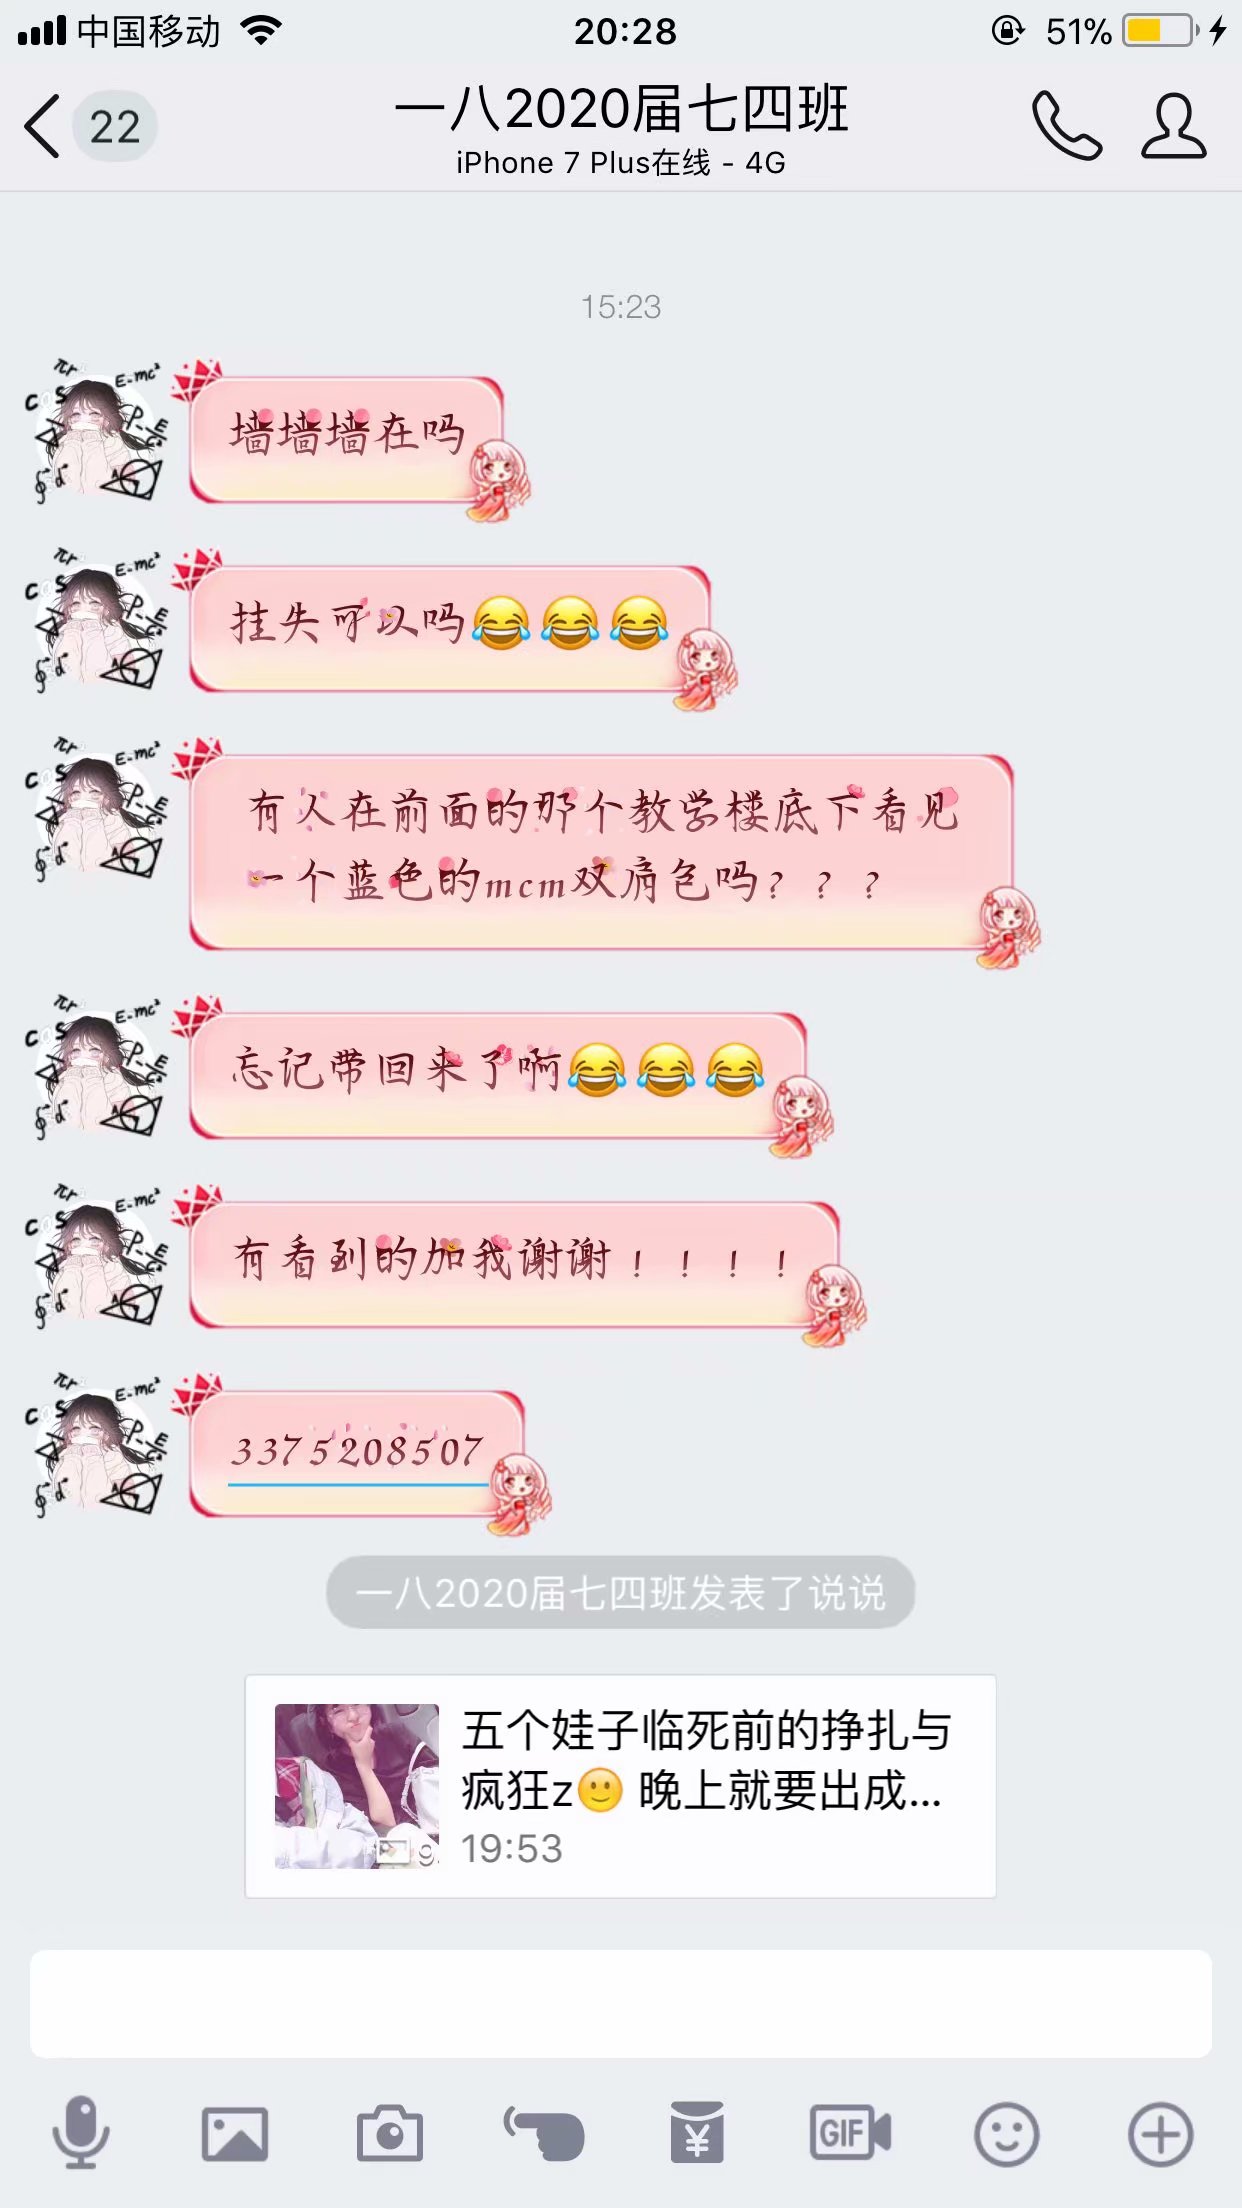 中国移动
20:28
51%
22
一八2020届七四班
iPhone 7 Plus在线 - 4G
15:23
墙墙墙在吗
挂失可以吗😂😂😂
有人在前面的那个教学楼底下看见
一个蓝色的mcm双肩包吗？？？
忘记带回来了啊😂😂😂
有看到的加我谢谢！！！！
3375208507
一八2020届七四班发表了说说
五个娃子临死前的挣扎与
疯狂z🙂 晚上就要出成...
19:53
GIF